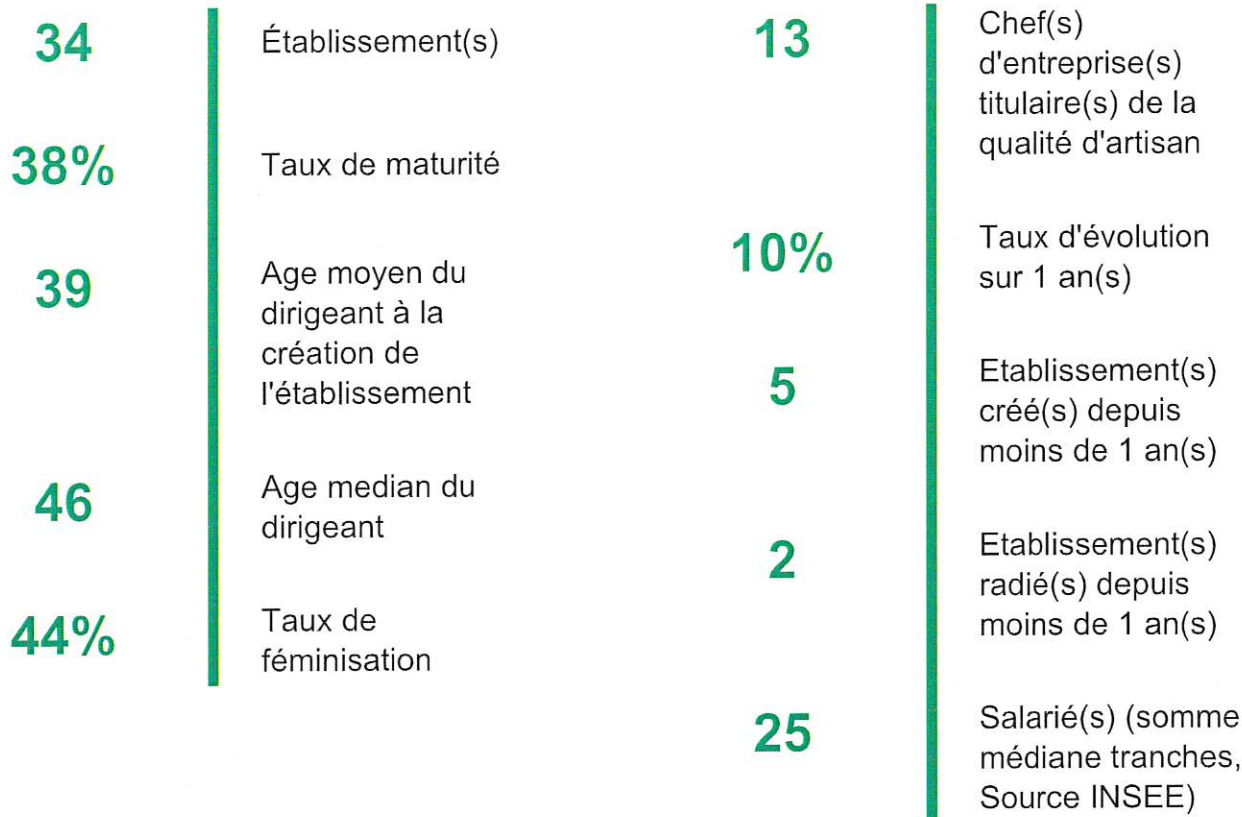 34
Établissement(s)
38%
Taux de maturité
39
Age moyen du
dirigeant à la
création de
l'établissement
46
Age median du
dirigeant
44%
Taux de
féminisation
13
Chef(s)
d'entreprise(s)
titulaire(s) de la
qualité d'artisan
10%
Taux d'évolution
sur 1 an(s)
5
Etablissement(s)
créé(s) depuis
moins de 1 an(s)
2
Etablissement(s)
radié(s) depuis
moins de 1 an(s)
25
Salarié(s) (somme
médiane tranches,
Source INSEE)